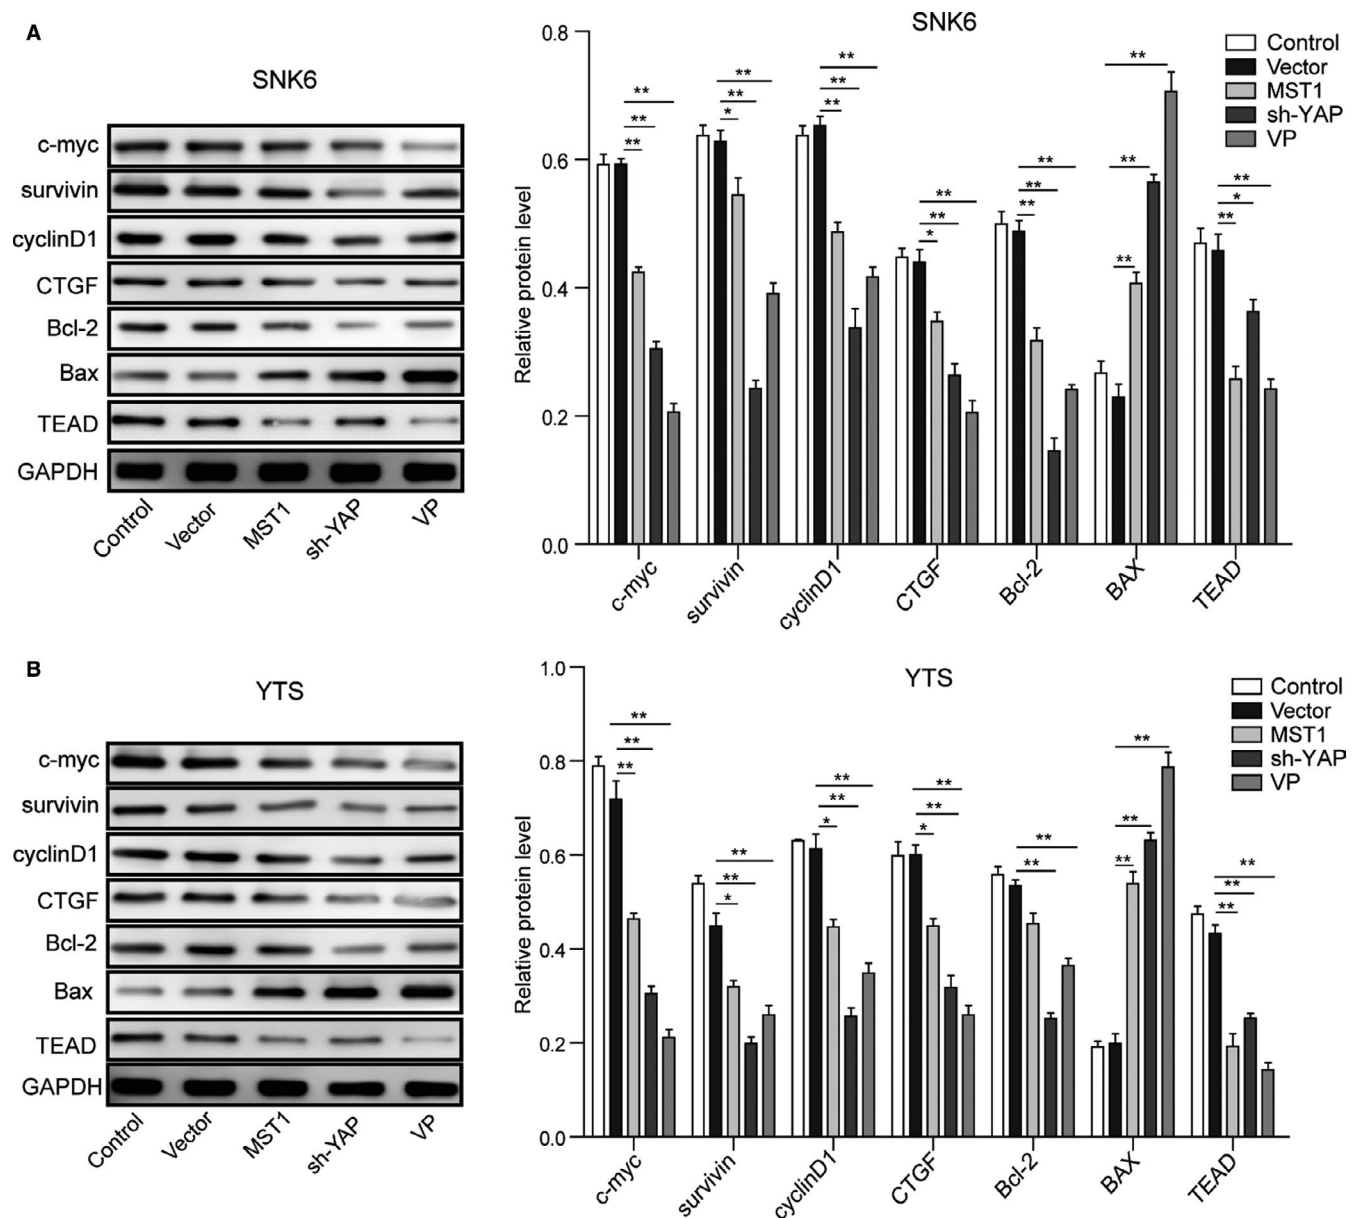 A
SNK6
c-myc
survivin
cyclinD1
CTGF
Bcl-2
Bax
TEAD
GAPDH
Control Vector MST1 sh-YAP VP
SNK6
Control
Vector
MST1
sh-YAP
VP
Relative protein level
0.8
0.6
0.4
0.2
0.0
** ** **
* ** **
** ** **
* ** **
** ** **
** ** **
** * **
c-myc survivin cyclinD1 CTGF Bcl-2 BAX TEAD
B
YTS
c-myc
survivin
cyclinD1
CTGF
Bcl-2
Bax
TEAD
GAPDH
Control Vector MST1 sh-YAP VP
YTS
Control
Vector
MST1
sh-YAP
VP
Relative protein level
1.0
0.8
0.6
0.4
0.2
0.0
** ** **
* ** **
* ** **
* ** **
** **
** ** **
** ** **
c-myc survivin cyclinD1 CTGF Bcl-2 BAX TEAD